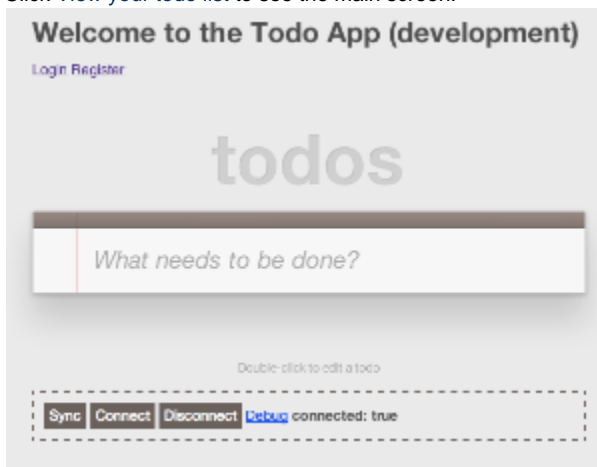 Click View your todo list to see the main screen.
Welcome to the Todo App (development)
Login Register
todos
What needs to be done?
Double-click to edit a todo
Sync Connect Disconnect Debug connected: true